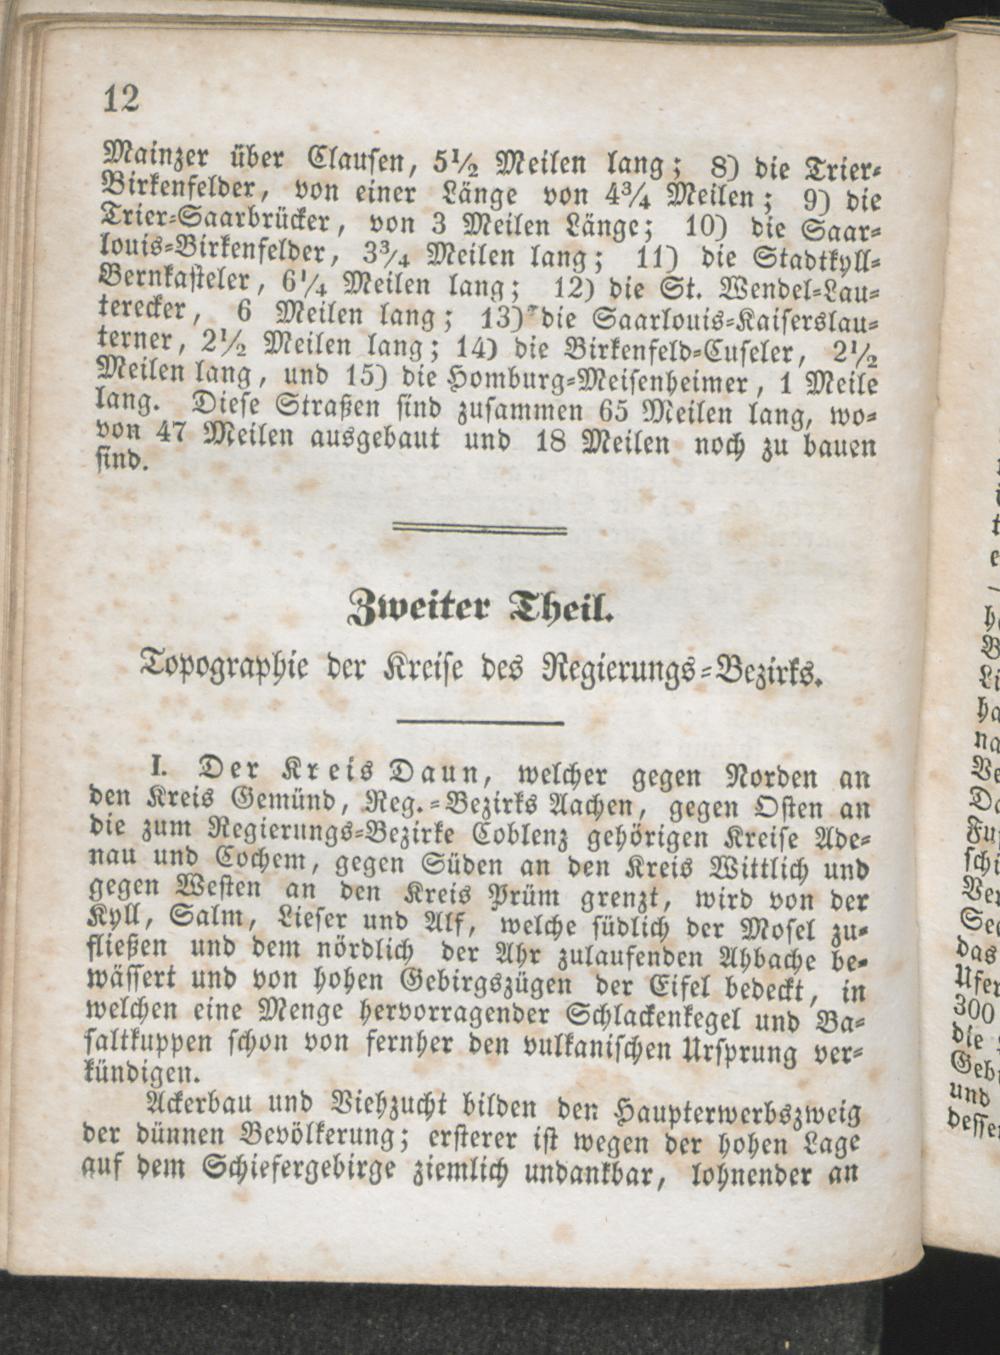 12
Mainzer über Clausen, 5½ Meilen lang; 8) die Trier-
Birkenfelder, von einer Länge von 4¾ Meilen; 9) die
Trier-Saarbrücker, von 3 Meilen Länge; 10) die Saar-
louis-Birkenfelder, 3¾ Meilen lang; 11) die Stadtkyll-
Bernkasteler, 6¼ Meilen lang; 12) die St. Wendel-Lau-
terecker, 6 Meilen lang; 13) die Saarlouis-Kaiserslau-
terner, 2½ Meilen lang; 14) die Birkenfeld-Cuseler, 2½
Meilen lang, und 15) die Homburg-Meisenheimer, 1 Meile
lang. Diese Straßen sind zusammen 65 Meilen lang, wo-
von 47 Meilen ausgebaut und 18 Meilen noch zu bauen
sind.
Zweiter Theil.
Topographie der Kreise des Regierungs-Bezirks.
I. Der Kreis Daun, welcher gegen Norden an
den Kreis Gemünd, Reg.-Bezirks Aachen, gegen Osten an
die zum Regierungs-Bezirke Coblenz gehörigen Kreise Ade-
nau und Cochem, gegen Süden an den Kreis Wittlich und
gegen Westen an den Kreis Prüm grenzt, wird von der
Kyll, Salm, Lieser und Alf, welche südlich der Mosel zu-
fließen und dem nördlich der Ahr zulaufenden Ahbache be-
wässert und von hohen Gebirgszügen der Eifel bedeckt, in
welchen eine Menge hervorragender Schlackenkegel und Ba-
saltkuppen schon von fernher den vulkanischen Ursprung ver-
kündigen.
Ackerbau und Viehzucht bilden den Haupterwerbszweig
der dünnen Bevölkerung; ersterer ist wegen der hohen Lage
auf dem Schiefergebirge ziemlich undankbar, lohnender an
300
die
und